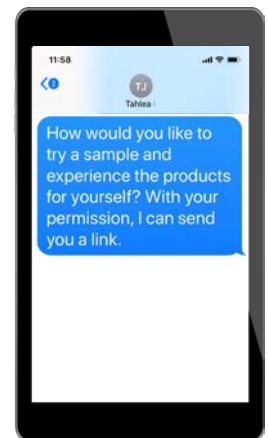 11:58
TJ
Tahlea
How would you like to
try a sample and
experience the products
for yourself? With your
permission, I can send
you a link.